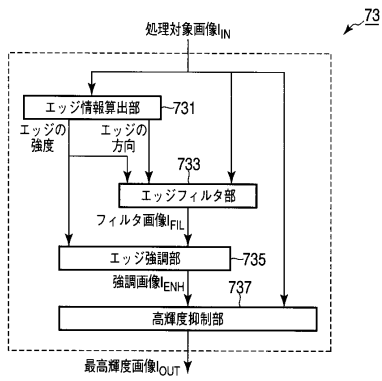 処理対象画像IIN
73
エッジ情報算出部
731
エッジの
強度
エッジの
方向
733
エッジフィルタ部
フィルタ画像IFIL
エッジ強調部
735
強調画像IENH
737
高輝度抑制部
最高輝度画像IOUT